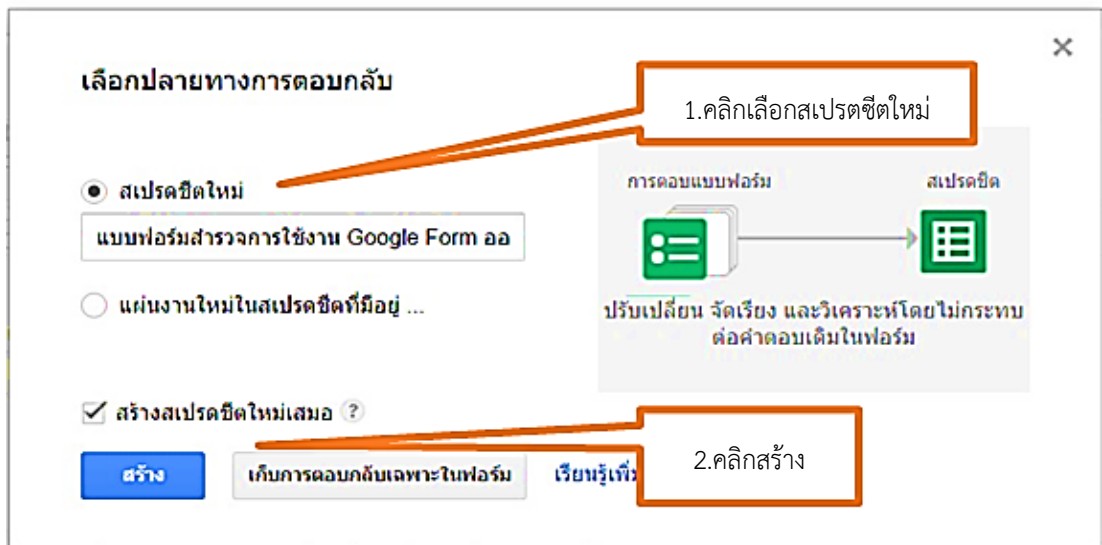 เลือกปลายทางการตอบกลับ
1.คลิกเลือกสเปรตซีตใหม่
สเปรดชีตใหม่
แบบฟอร์มสำรวจการใช้งาน Google Form ออ
แผ่นงานใหม่ในสเปรดชีตที่มีอยู่ ...
การตอบแบบฟอร์ม
สเปรดชีต
ปรับเปลี่ยน จัดเรียง และวิเคราะห์โดยไม่กระทบ
ต่อคำตอบเดิมในฟอร์ม
สร้างสเปรดชีตใหม่เสมอ ?
2.คลิกสร้าง
สร้าง
เก็บการตอบกลับเฉพาะในฟอร์ม
เรียนรู้เพิ่